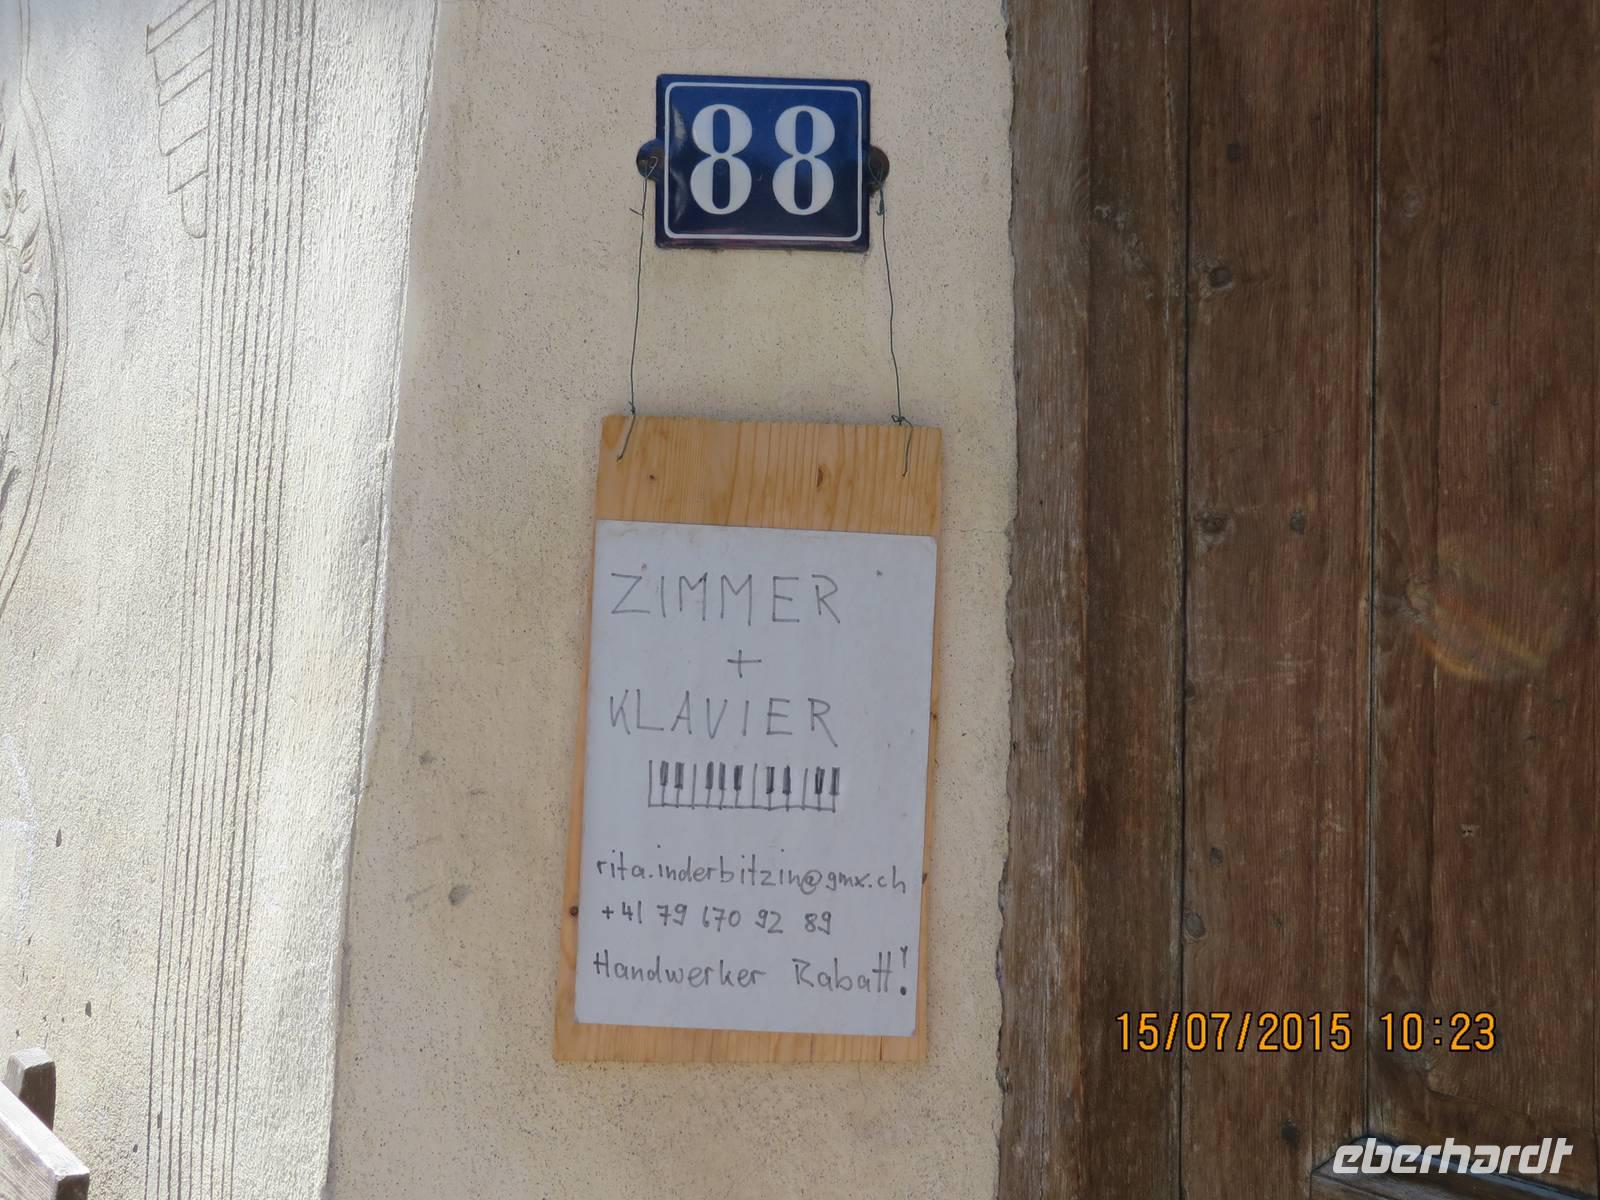 88
ZIMMER
+
KLAVIER
rita.inderbitzin@gmx.ch
+41 79 670 92 89
Handwerker Rabatt!
15/07/2015 10:23
eberhardt